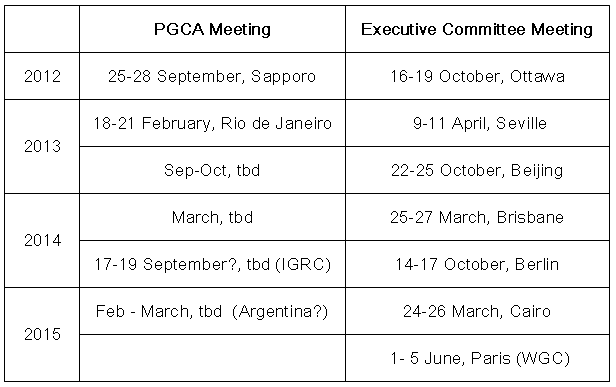 PGCA Meeting Executive Committee Meeting
2012 25-28 September, Sapporo 16-19 October, Ottawa
2013 18-21 February, Rio de Janeiro 9-11 April, Seville
Sep-Oct, tbd 22-25 October, Beijing
2014 March, tbd 25-27 March, Brisbane
17-19 September?, tbd (IGRC) 14-17 October, Berlin
2015 Feb - March, tbd  (Argentina?) 24-26 March, Cairo
1- 5 June, Paris (WGC)